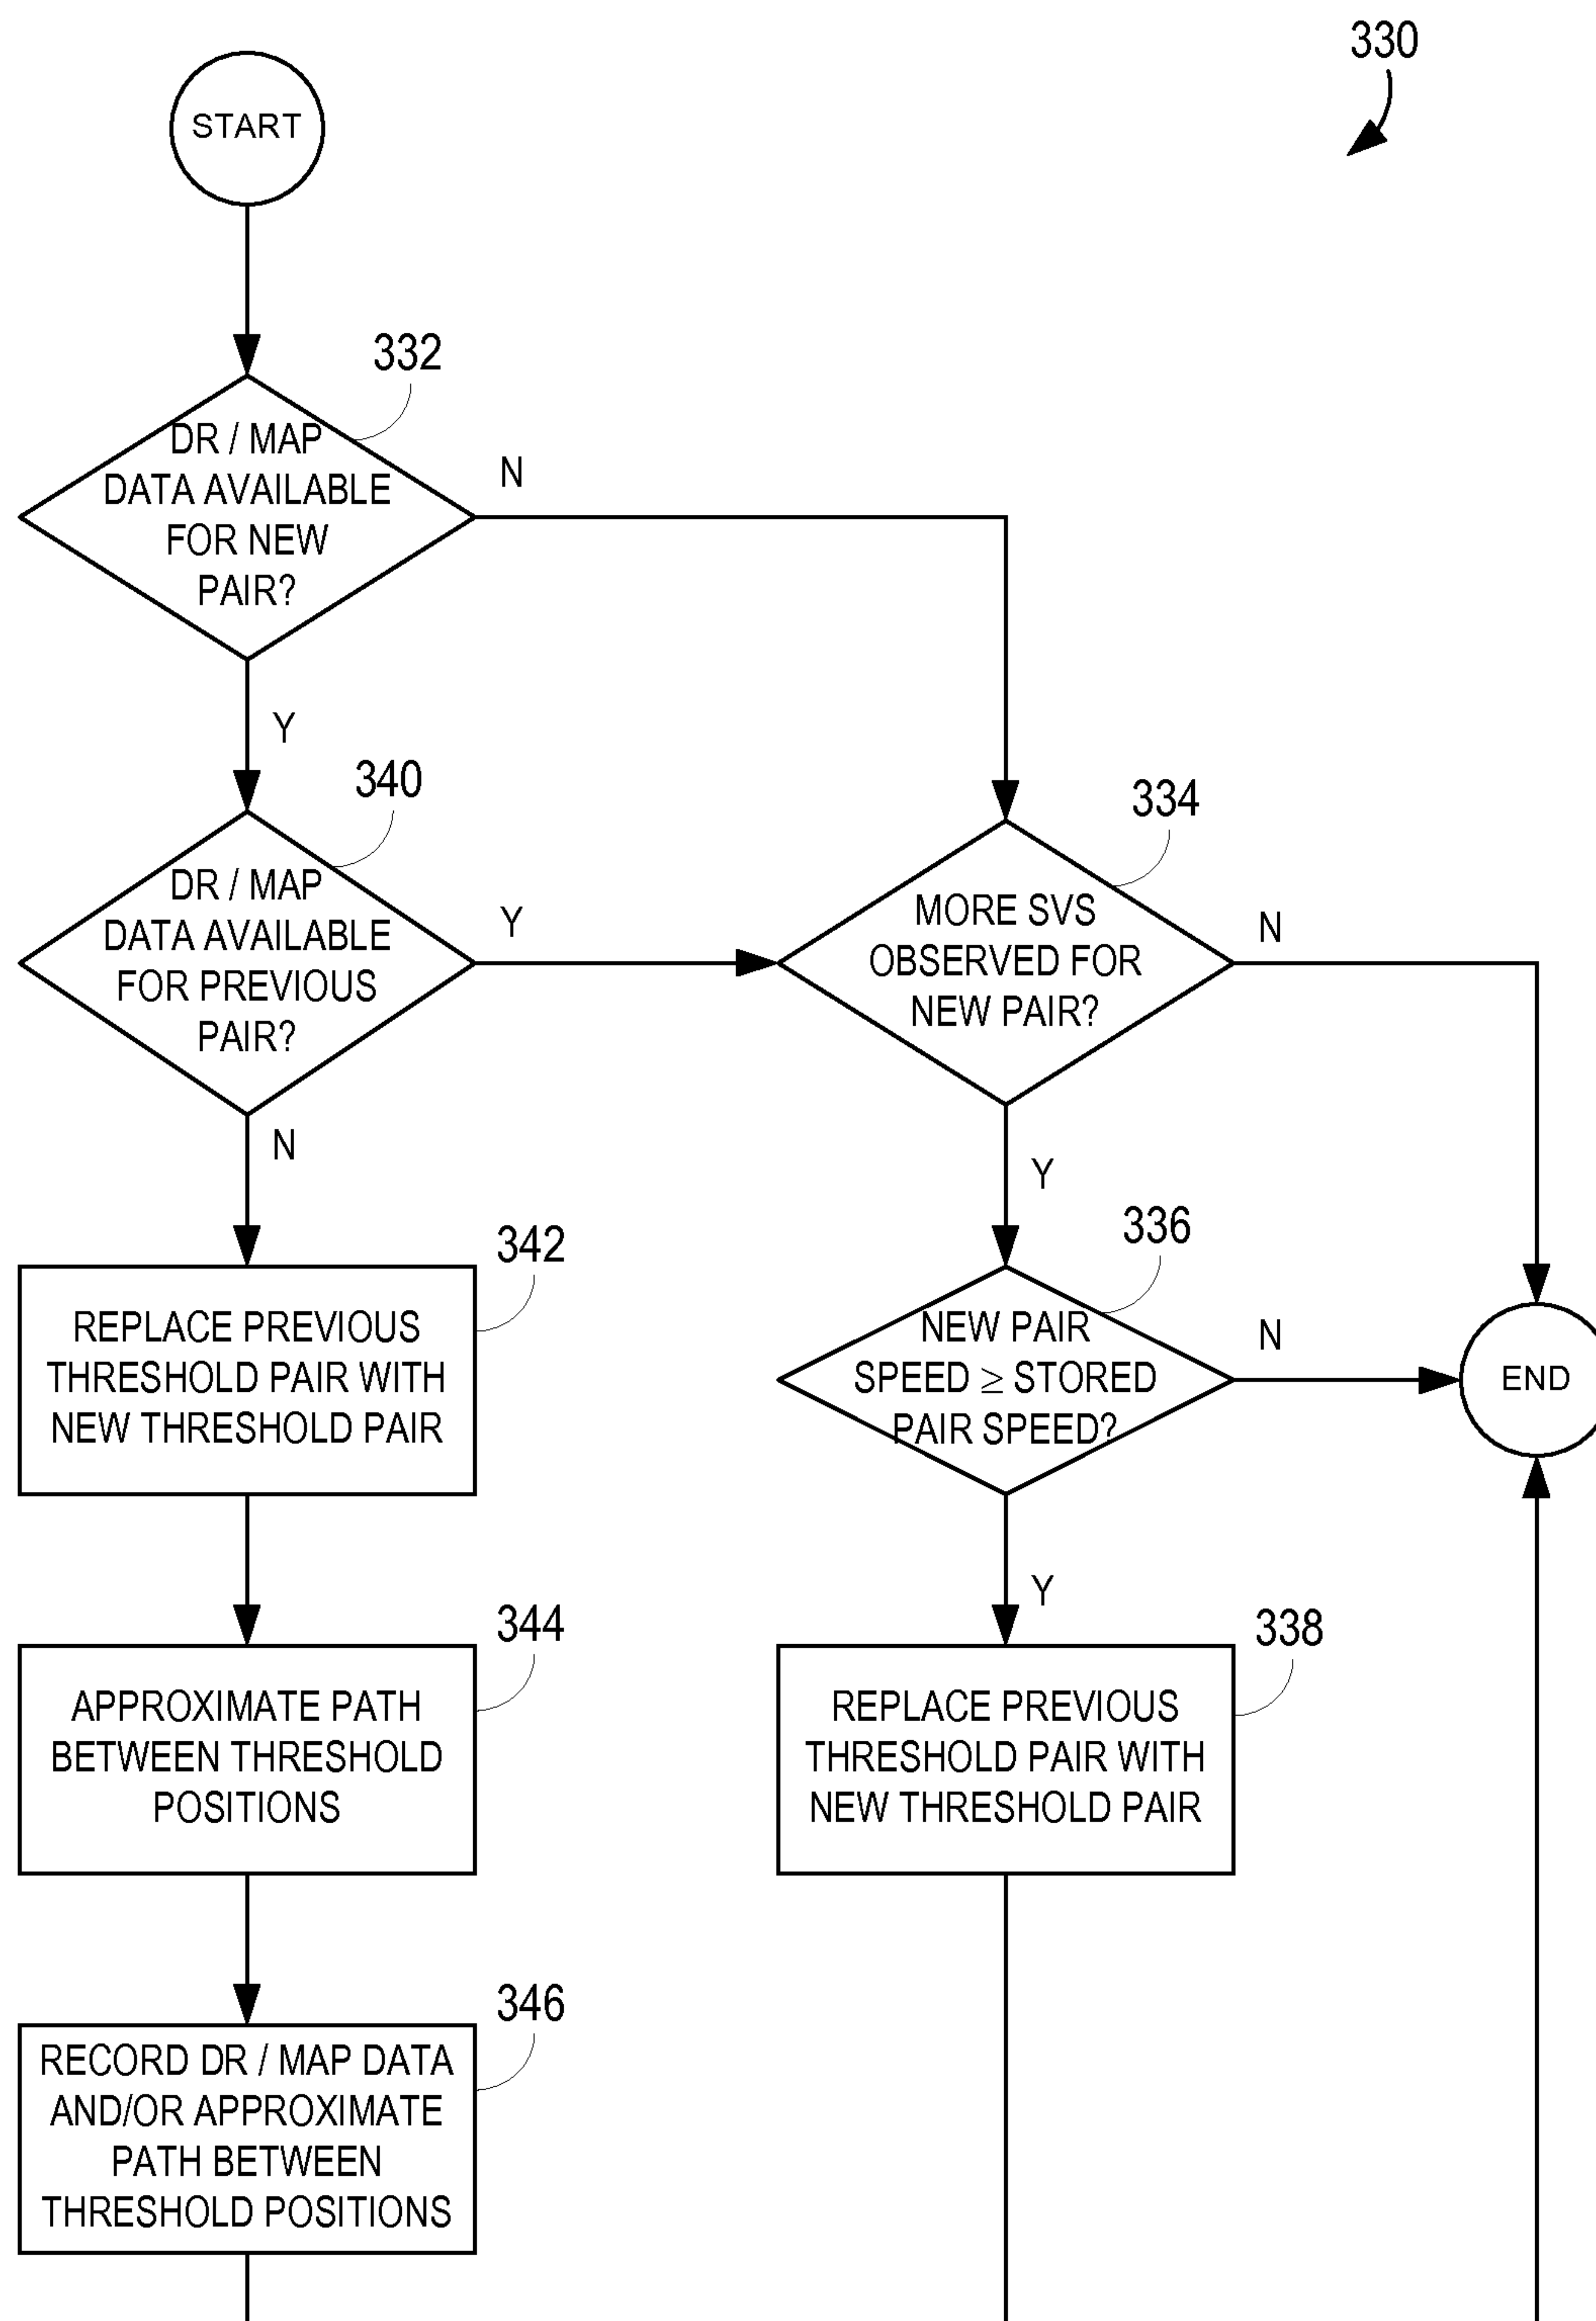 330
START
332
DR / MAP
DATA AVAILABLE
FOR NEW
PAIR?
N
Y
340
DR / MAP
DATA AVAILABLE
FOR PREVIOUS
PAIR?
Y
N
334
MORE SVS
OBSERVED FOR
NEW PAIR?
N
Y
342
REPLACE PREVIOUS
THRESHOLD PAIR WITH
NEW THRESHOLD PAIR
336
NEW PAIR
SPEED ≥ STORED
PAIR SPEED?
N
Y
END
344
APPROXIMATE PATH
BETWEEN THRESHOLD
POSITIONS
338
REPLACE PREVIOUS
THRESHOLD PAIR WITH
NEW THRESHOLD PAIR
346
RECORD DR / MAP DATA
AND/OR APPROXIMATE
PATH BETWEEN
THRESHOLD POSITIONS